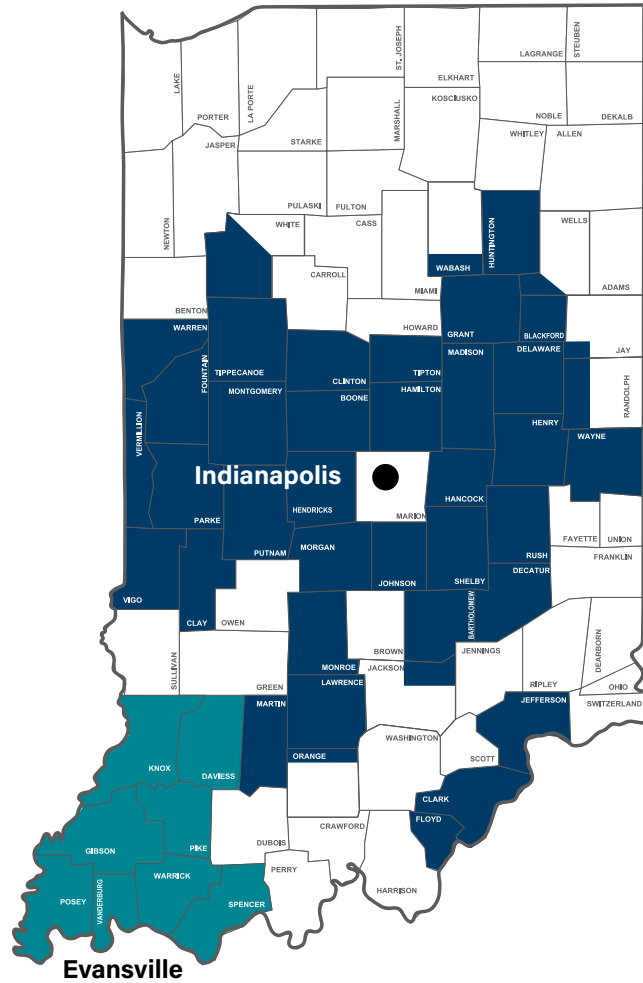 STEUBEN
ST. JOSEPH
LAGRANGE
LAKE
LA PORTE
ELKHART
KOSCIUSKO
PORTER
NOBLE
DEKALB
MARSHALL
JASPER
STARKE
WHITLEY
ALLEN
PULASKI
FULTON
NEWTON
WHITE
CASS
WELLS
HUNTINGTON
WABASH
CARROLL
MIAMI
ADAMS
BENTON
WARREN
HOWARD
GRANT
BLACKFORD
MADISON
DELAWARE
JAY
FOUNTAIN
TIPPECANOE
CLINTON
TIPTON
MONTGOMERY
BOONE
HAMILTON
RANDOLPH
VERMILLION
HENRY
WAYNE
Indianapolis
HANCOCK
HENDRICKS
MARION
PARKE
FAYETTE
UNION
MORGAN
PUTNAM
RUSH
FRANKLIN
DECATUR
JOHNSON
SHELBY
VIGO
BARTHOLOMEW
CLAY
OWEN
BROWN
JENNINGS
DEARBORN
SULLIVAN
MONROE
JACKSON
LAWRENCE
GREEN
RIPLEY
OHIO
MARTIN
JEFFERSON
SWITZERLAND
WASHINGTON
ORANGE
SCOTT
KNOX
DAVIESS
CLARK
FLOYD
CRAWFORD
DUBOIS
PIKE
GIBSON
PERRY
WARRICK
HARRISON
VANDERBURG
POSEY
SPENCER
Evansville